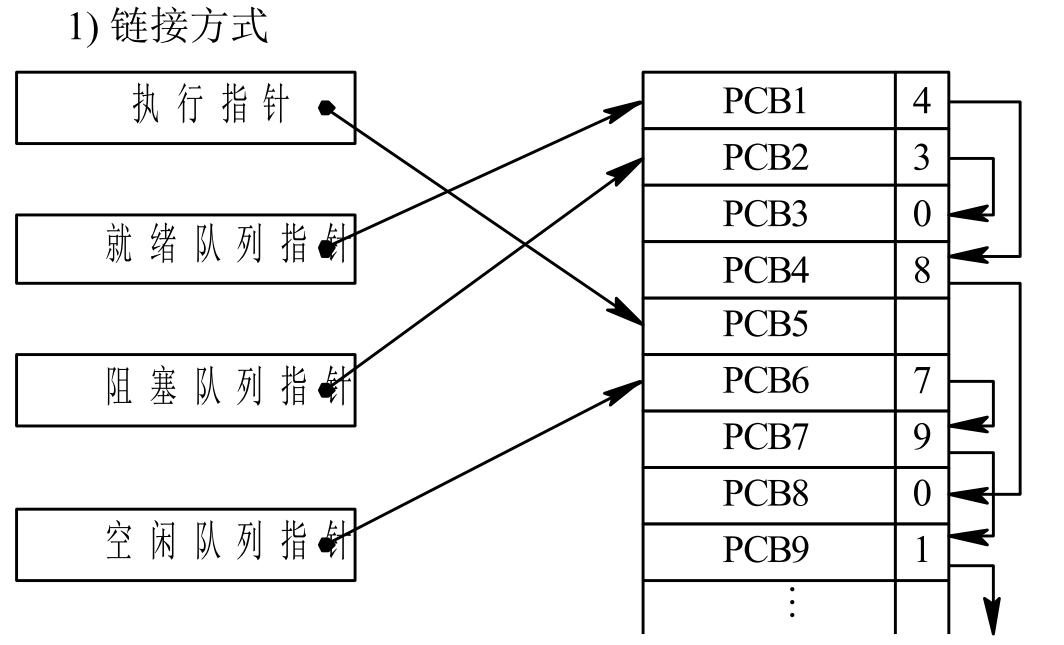 1) 链接方式
执行指针
就绪队列指针
阻塞队列指针
空闲队列指针
PCB1 4
PCB2 3
PCB3 0
PCB4 8
PCB5
PCB6 7
PCB7 9
PCB8 0
PCB9 1
⋮